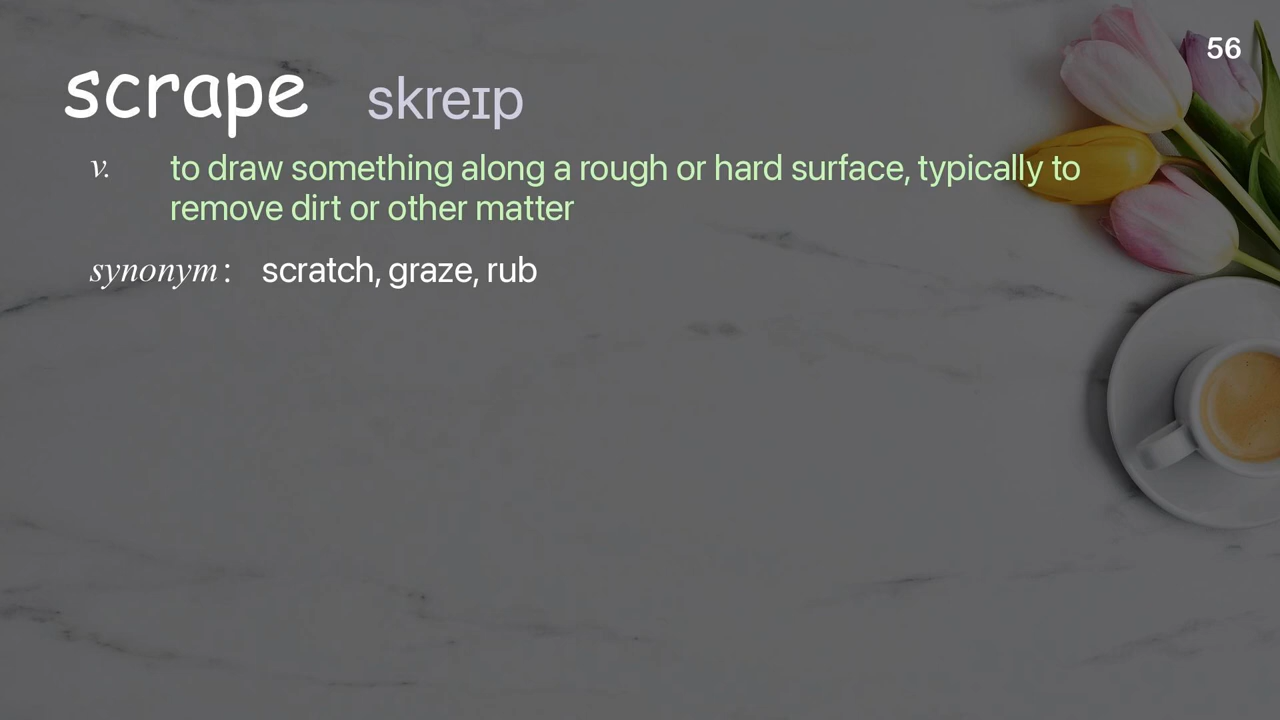 56
scrape skreɪp
v. to draw something along a rough or hard surface, typically to
remove dirt or other matter
synonym: scratch, graze, rub